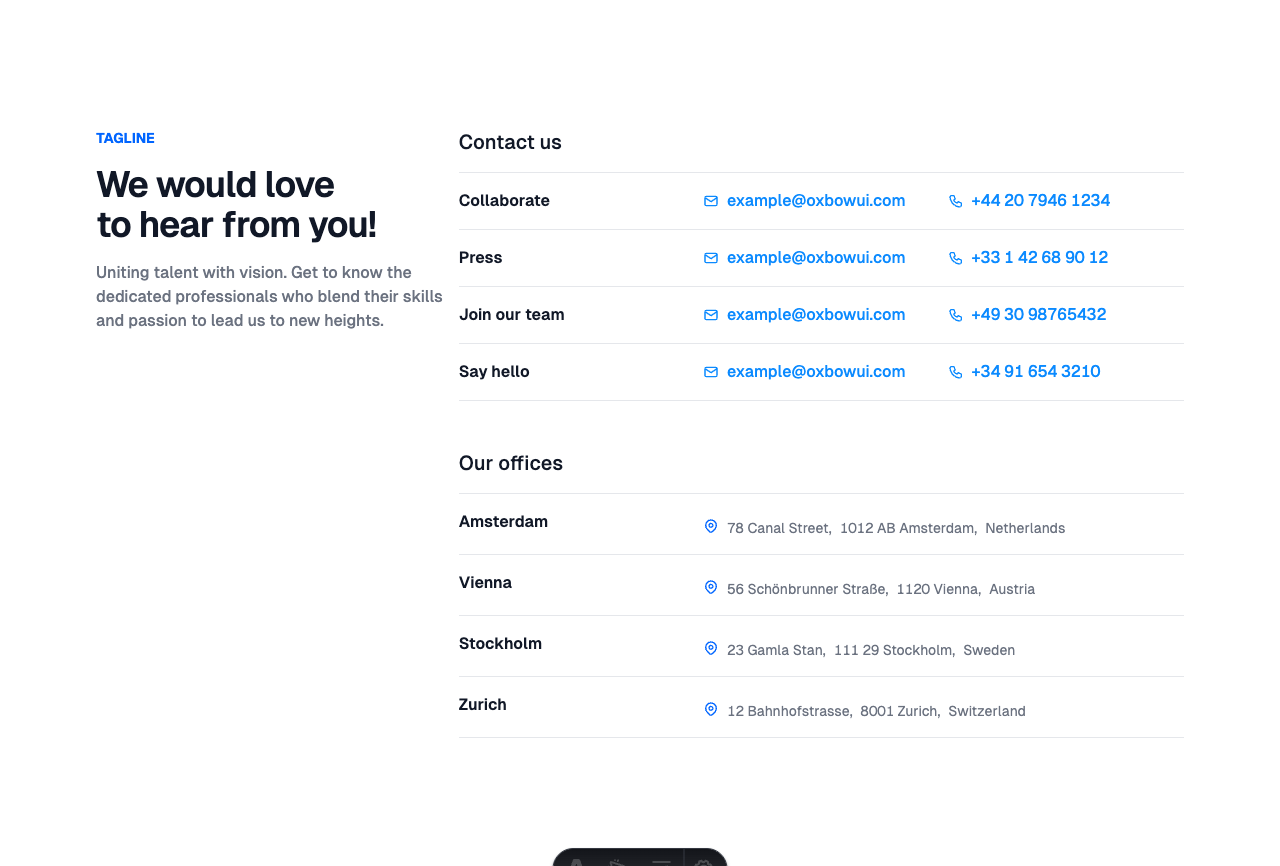 TAGLINE
We would love
to hear from you!
Uniting talent with vision. Get to know the
dedicated professionals who blend their skills
and passion to lead us to new heights.
Contact us
Collaborate example@oxbowui.com +44 20 7946 1234
Press example@oxbowui.com +33 1 42 68 90 12
Join our team example@oxbowui.com +49 30 98765432
Say hello example@oxbowui.com +34 91 654 3210
Our offices
Amsterdam 78 Canal Street, 1012 AB Amsterdam, Netherlands
Vienna 56 Schönbrunner Straße, 1120 Vienna, Austria
Stockholm 23 Gamla Stan, 111 29 Stockholm, Sweden
Zurich 12 Bahnhofstrasse, 8001 Zurich, Switzerland